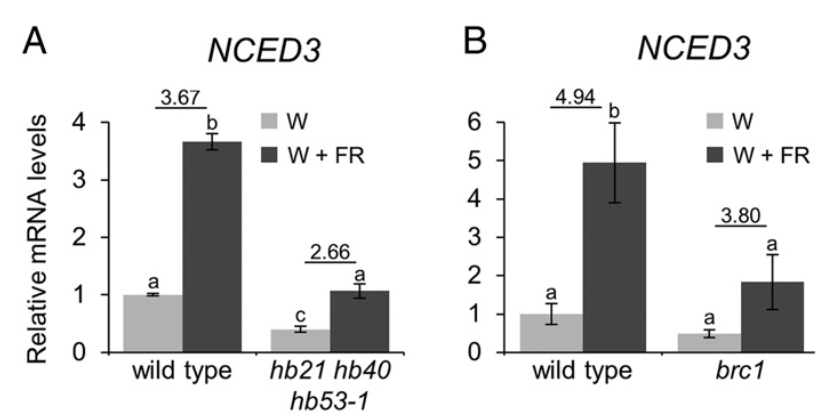 A
NCED3
Relative mRNA levels
4
3
2
1
0
3.67
W
W + FR
a
b
2.66
c
a
wild type
hb21 hb40
hb53-1
B
NCED3
6
5
4
3
2
1
0
4.94
W
W + FR
a
b
3.80
a
a
wild type
brc1